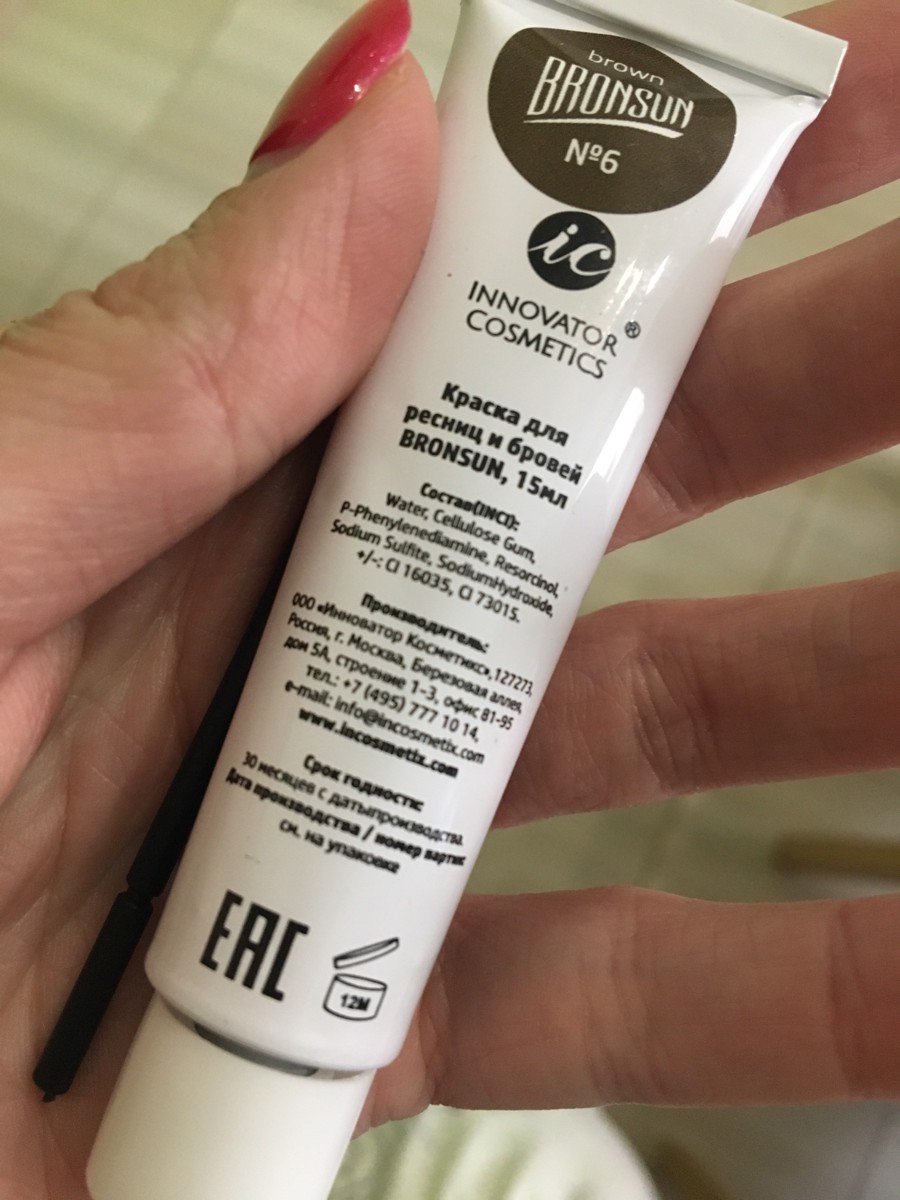 brown
BRONSUN
№6
ic
INNOVATOR
COSMETICS®
Краска для
ресниц и бровей
BRONSUN, 15мл
Состав(INCI):
Water, Cellulose Gum,
P-Phenylenediamine, Resorcinol,
Sodium Sulfite, SodiumHydroxide,
+/-: CI 16035, CI 73015.
Производитель:
ООО «Инноватор Косметикс»,127273,
Россия, г. Москва, Березовая аллея,
дом 5А, строение 1-3, офис 81-95
тел.: +7 (495) 777 10 14,
e-mail: info@incosmetix.com
www.incosmetix.com
Срок годности:
30 месяцев с датыпроизводства.
Дата производства / номер партии:
см. на упаковке
EAC
12M